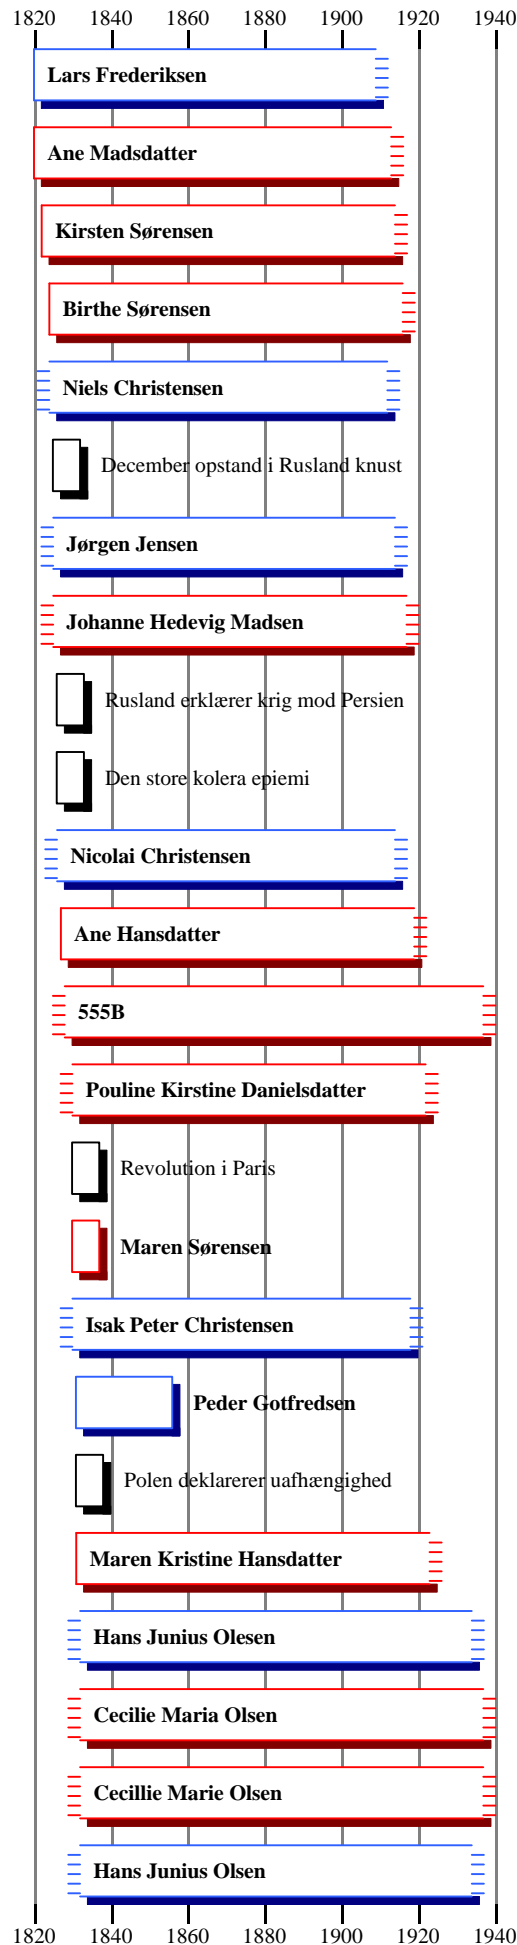 1820 1840 1860 1880 1900 1920 1940
Lars Frederiksen
Ane Madsdatter
Kirsten Sørensen
Birthe Sørensen
Niels Christensen
December opstand i Rusland knust
Jørgen Jensen
Johanne Hedevig Madsen
Rusland erklærer krig mod Persien
Den store kolera epiemi
Nicolai Christensen
Ane Hansdatter
555B
Pouline Kirstine Danielsdatter
Revolution i Paris
Maren Sørensen
Isak Peter Christensen
Peder Gotfredsen
Polen deklarerer uafhængighed
Maren Kristine Hansdatter
Hans Junius Olesen
Cecilie Maria Olsen
Cecillie Marie Olsen
Hans Junius Olsen
1820 1840 1860 1880 1900 1920 1940